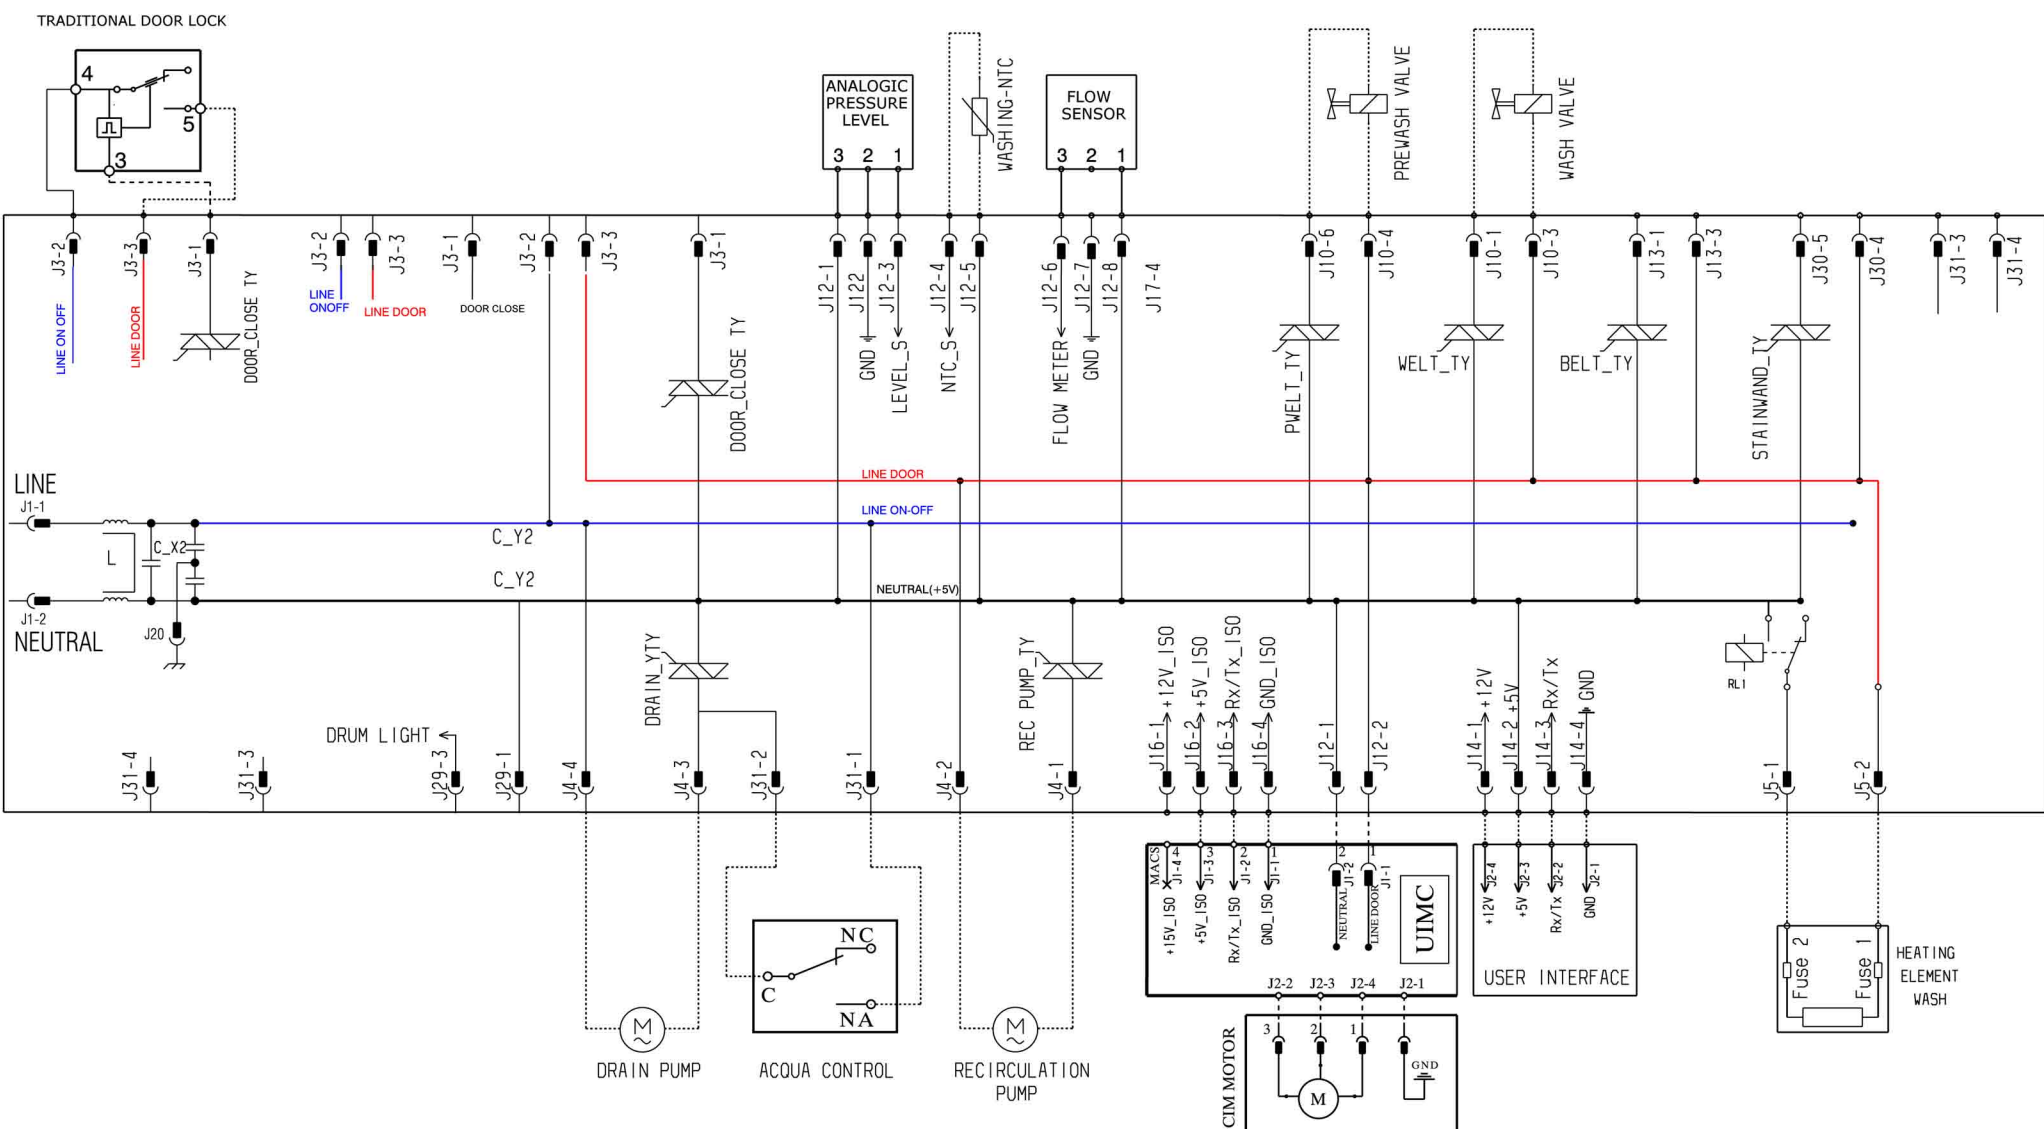 TRADITIONAL DOOR LOCK
4
5
3
ANALOGIC
PRESSURE
LEVEL
3 2 1
WASHING-NTC
FLOW
SENSOR
3 2 1
PREWASH VALVE
WASH VALVE
J3-2
J3-3
J3-1
J3-2
J3-3
J3-1
J3-2
J3-3
J3-1
J12-1
J122
J12-3
J12-4
J12-5
J12-6
J12-7
J12-8
J17-4
J10-6
J10-4
J10-1
J10-3
J13-1
J13-3
J30-5
J30-4
J31-3
J31-4
LINE ON OFF
LINE DOOR
DOOR_CLOSE TY
LINE
ONOFF
LINE DOOR
DOOR CLOSE
DOOR_CLOSE TY
GND
LEVEL_S
NTC_S
FLOW METER
GND
PWELT_TY
WELT_TY
BELT_TY
STAINWAND_TY
LINE DOOR
LINE
J1-1
LINE ON-OFF
C_Y2
C_X2
L
C_Y2
NEUTRAL(+5V)
J1-2
NEUTRAL
J20
DRAIN_YTY
REC PUMP_TY
+12V_ISO
+5V_ISO
Rx/Tx_ISO
GND_ISO
+12V
+5V
Rx/Tx
GND
RL1
DRUM LIGHT
J31-4
J31-3
J29-3
J29-1
J4-4
J4-3
J31-2
J31-1
J4-2
J4-1
J16-1
J16-2
J16-3
J16-4
J12-1
J12-2
J14-1
J14-2
J14-3
J14-4
J5-1
J5-2
MACS
4 3 2 1 2 1
J1-4
J1-3
J1-2
J1-1
J1-2
J1-1
+15V_ISO
+5V_ISO
Rx/Tx_ISO
GND_ISO
NEUTRAL
LINE DOOR
UIMC
J2-4
J2-3
J2-2
J2-1
+12V
+5V
Rx/Tx
GND
USER INTERFACE
NC
C
NA
Fuse 2
Fuse 1
HEATING
ELEMENT
WASH
J2-2 J2-3 J2-4 J2-1
M
DRAIN PUMP
ACQUA CONTROL
M
RECIRCULATION
PUMP
CIM MOTOR
3 2 1
GND
M